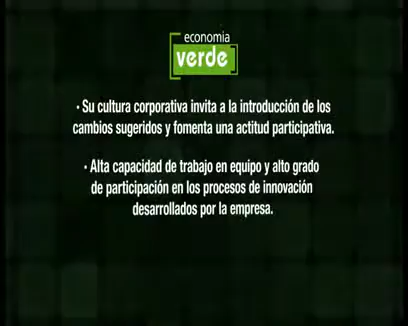 economia
verde
• Su cultura corporativa invita a la introducción de los
cambios sugeridos y fomenta una actitud participativa.
• Alta capacidad de trabajo en equipo y alto grado
de participación en los procesos de innovación
desarrollados por la empresa.